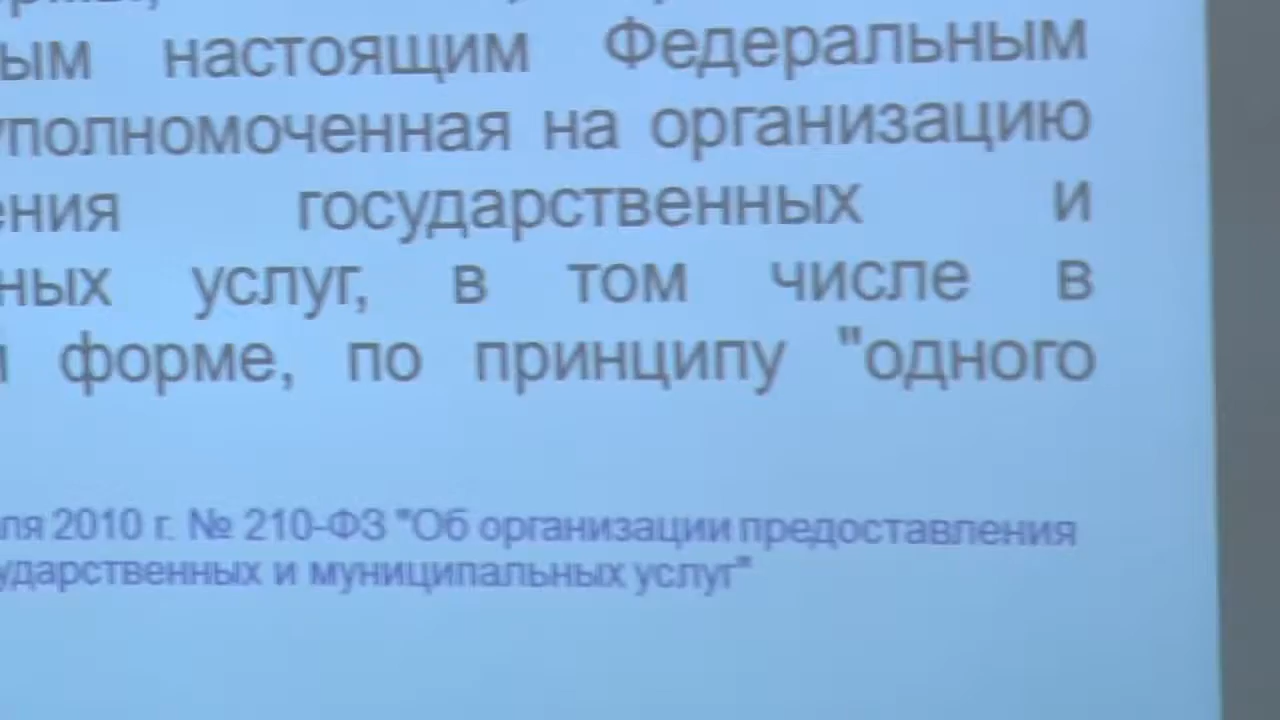 ым настоящим Федеральным
уполномоченная на организацию
ения государственных и
ных услуг, в том числе в
й форме, по принципу "одного
ля 2010 г. № 210-ФЗ "Об организации предоставления
ударственных и муниципальных услуг"